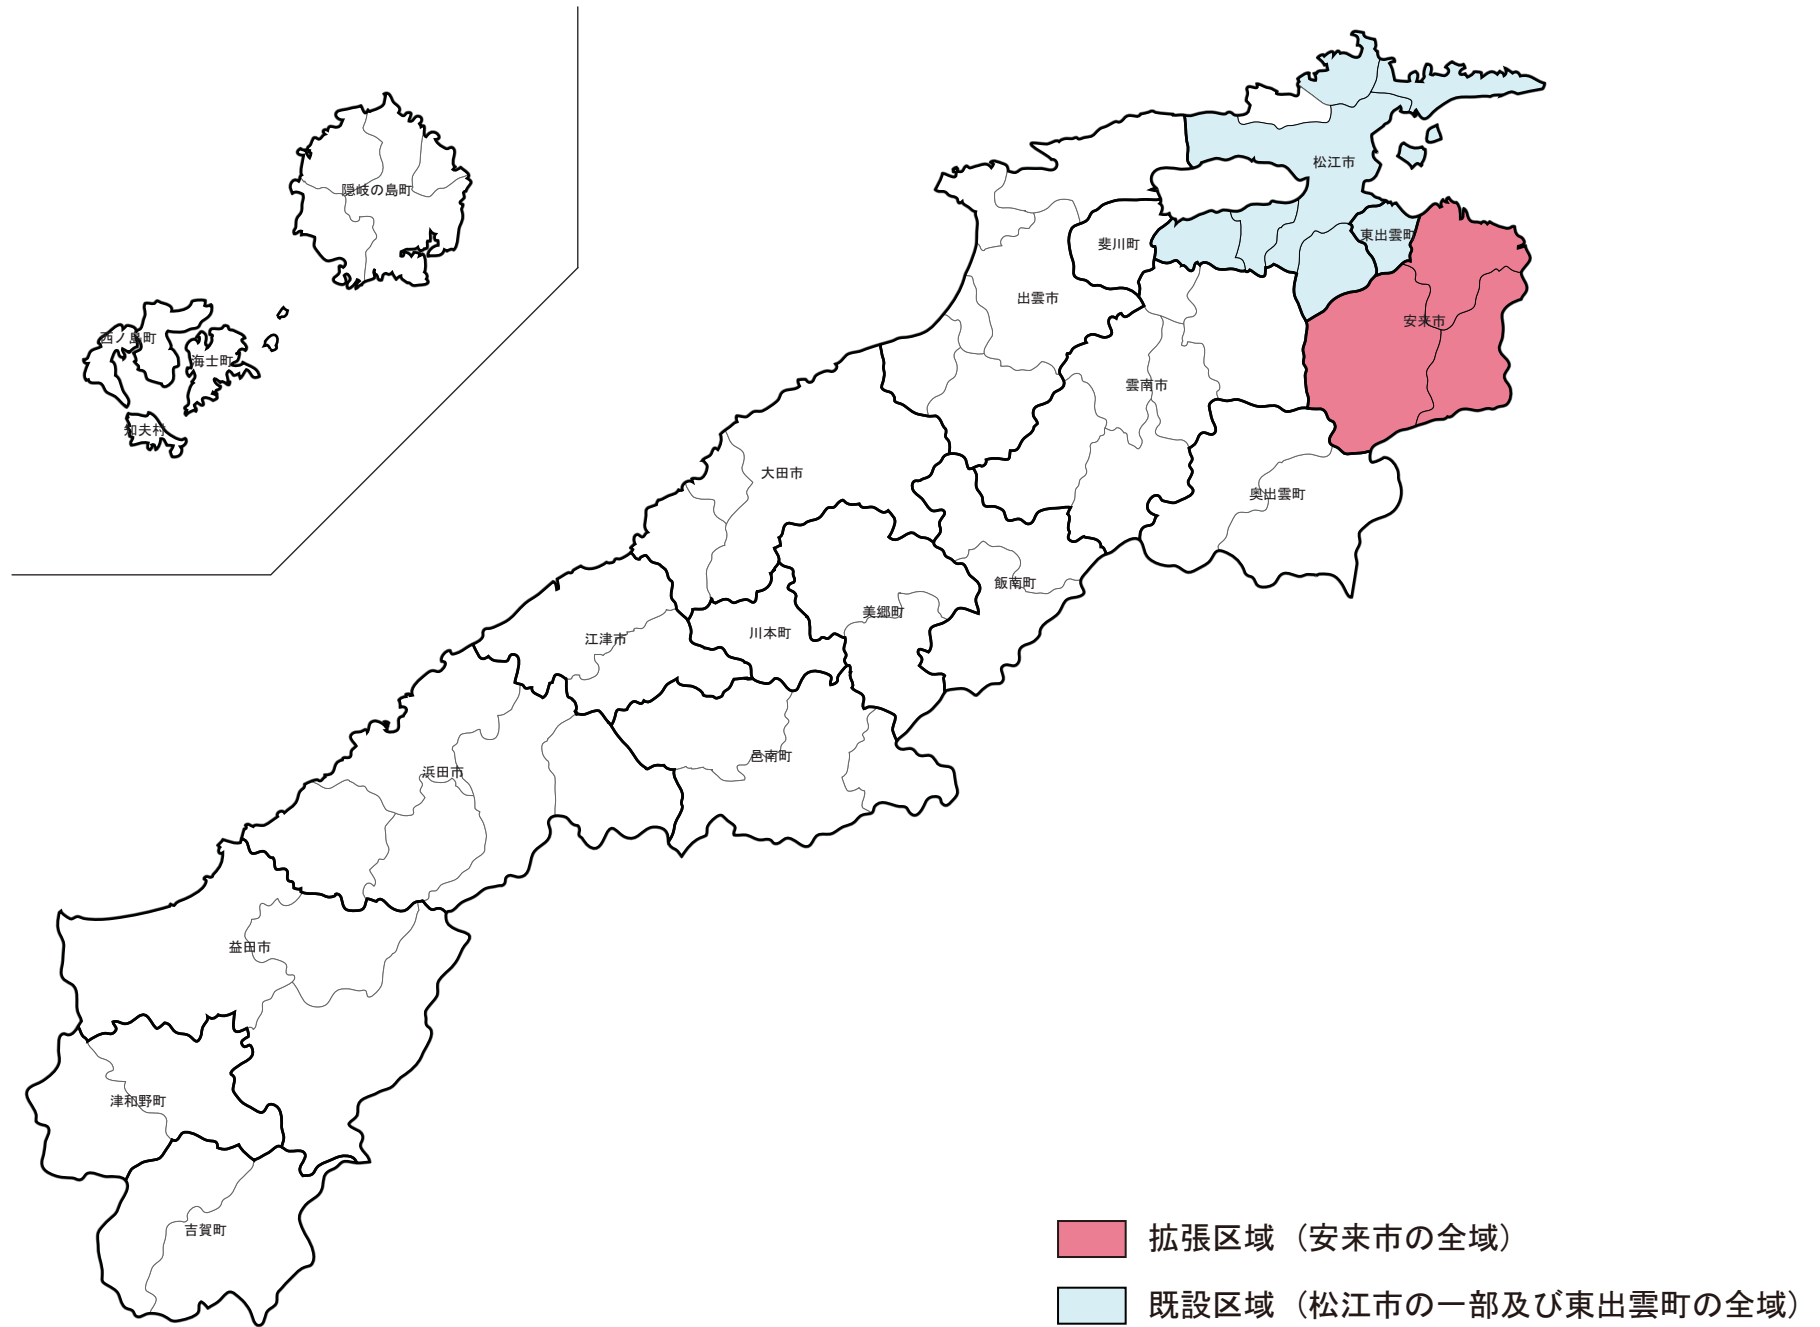 松江市
隠岐の島町
東出雲町
斐川町
出雲市
安来市
西ノ島町
海士町
雲南市
知夫村
大田市
奥出雲町
飯南町
美郷町
川本町
江津市
邑南町
浜田市
益田市
津和野町
吉賀町
拡張区域（安来市の全域）
既設区域（松江市の一部及び東出雲町の全域）